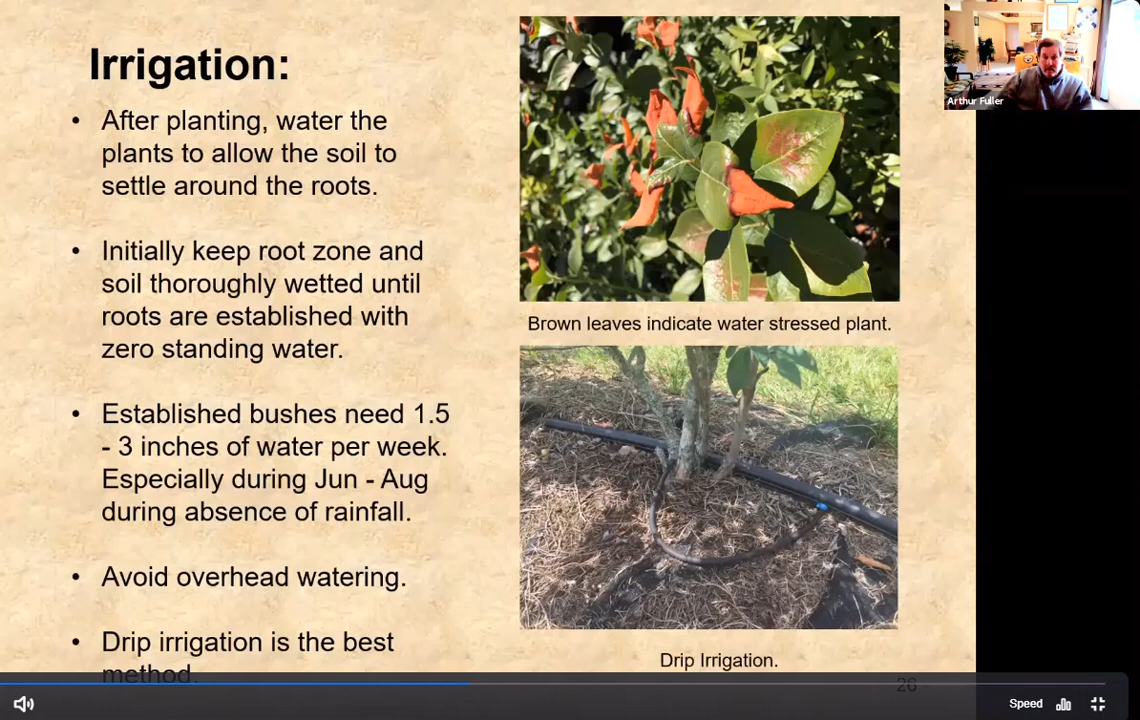 Irrigation:
• After planting, water the
plants to allow the soil to
settle around the roots.
• Initially keep root zone and
soil thoroughly wetted until
roots are established with
zero standing water.
• Established bushes need 1.5
- 3 inches of water per week.
Especially during Jun - Aug
during absence of rainfall.
• Avoid overhead watering.
• Drip irrigation is the best
method.
Brown leaves indicate water stressed plant.
Drip Irrigation.
26
Arthur Fuller
Speed